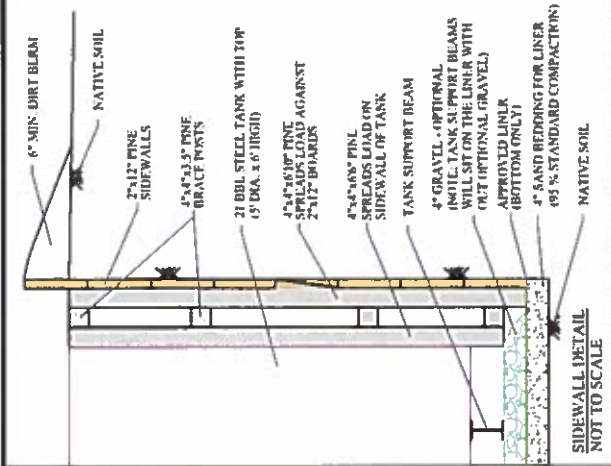 6" MIN. DIRT BERM
NATIVE SOIL
2"x12" PINE
SIDEWALLS
4"x4"x3.5" PINE
BRACE POSTS
21 BBL STEEL TANK WITH TOP
(5' DIA. x 6' HIGH)
4"x4"x6'10" PINE
SPREADS LOAD AGAINST
2"x12" BOARDS
4"x4"x6'6" PINE
SPREADS LOAD ON
SIDEWALL OF TANK
TANK SUPPORT BEAM
4" GRAVEL - OPTIONAL
(NOTE: TANK SUPPORT BEAMS
WILL SIT ON THE LINER WITH
OUT OPTIONAL GRAVEL)
APPROVED LINER
(BOTTOM ONLY)
4" SAND BEDDING FOR LINER
(95 % STANDARD COMPACTION)
NATIVE SOIL
SIDEWALL DETAIL
NOT TO SCALE